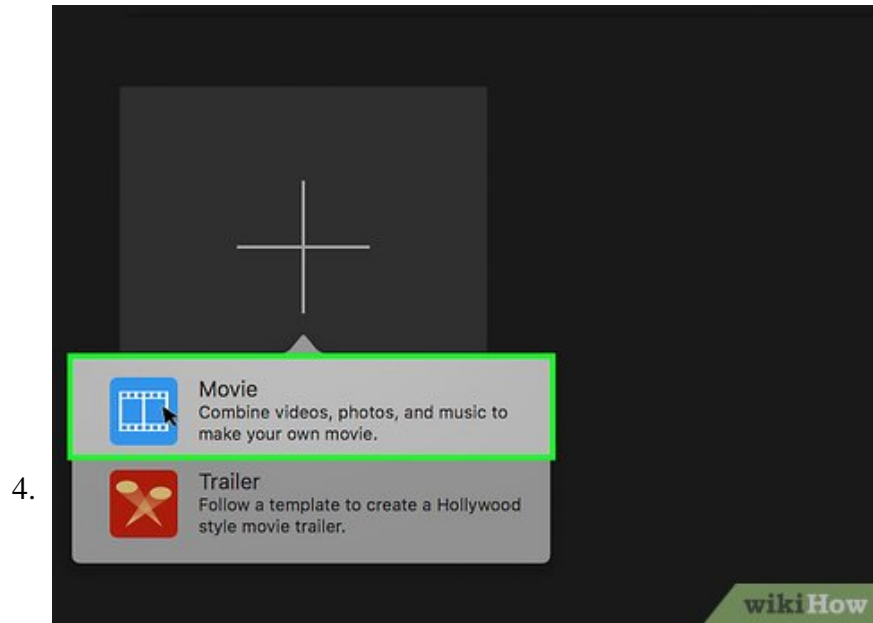 Movie
Combine videos, photos, and music to
make your own movie.
4.
Trailer
Follow a template to create a Hollywood
style movie trailer.
wikiHow